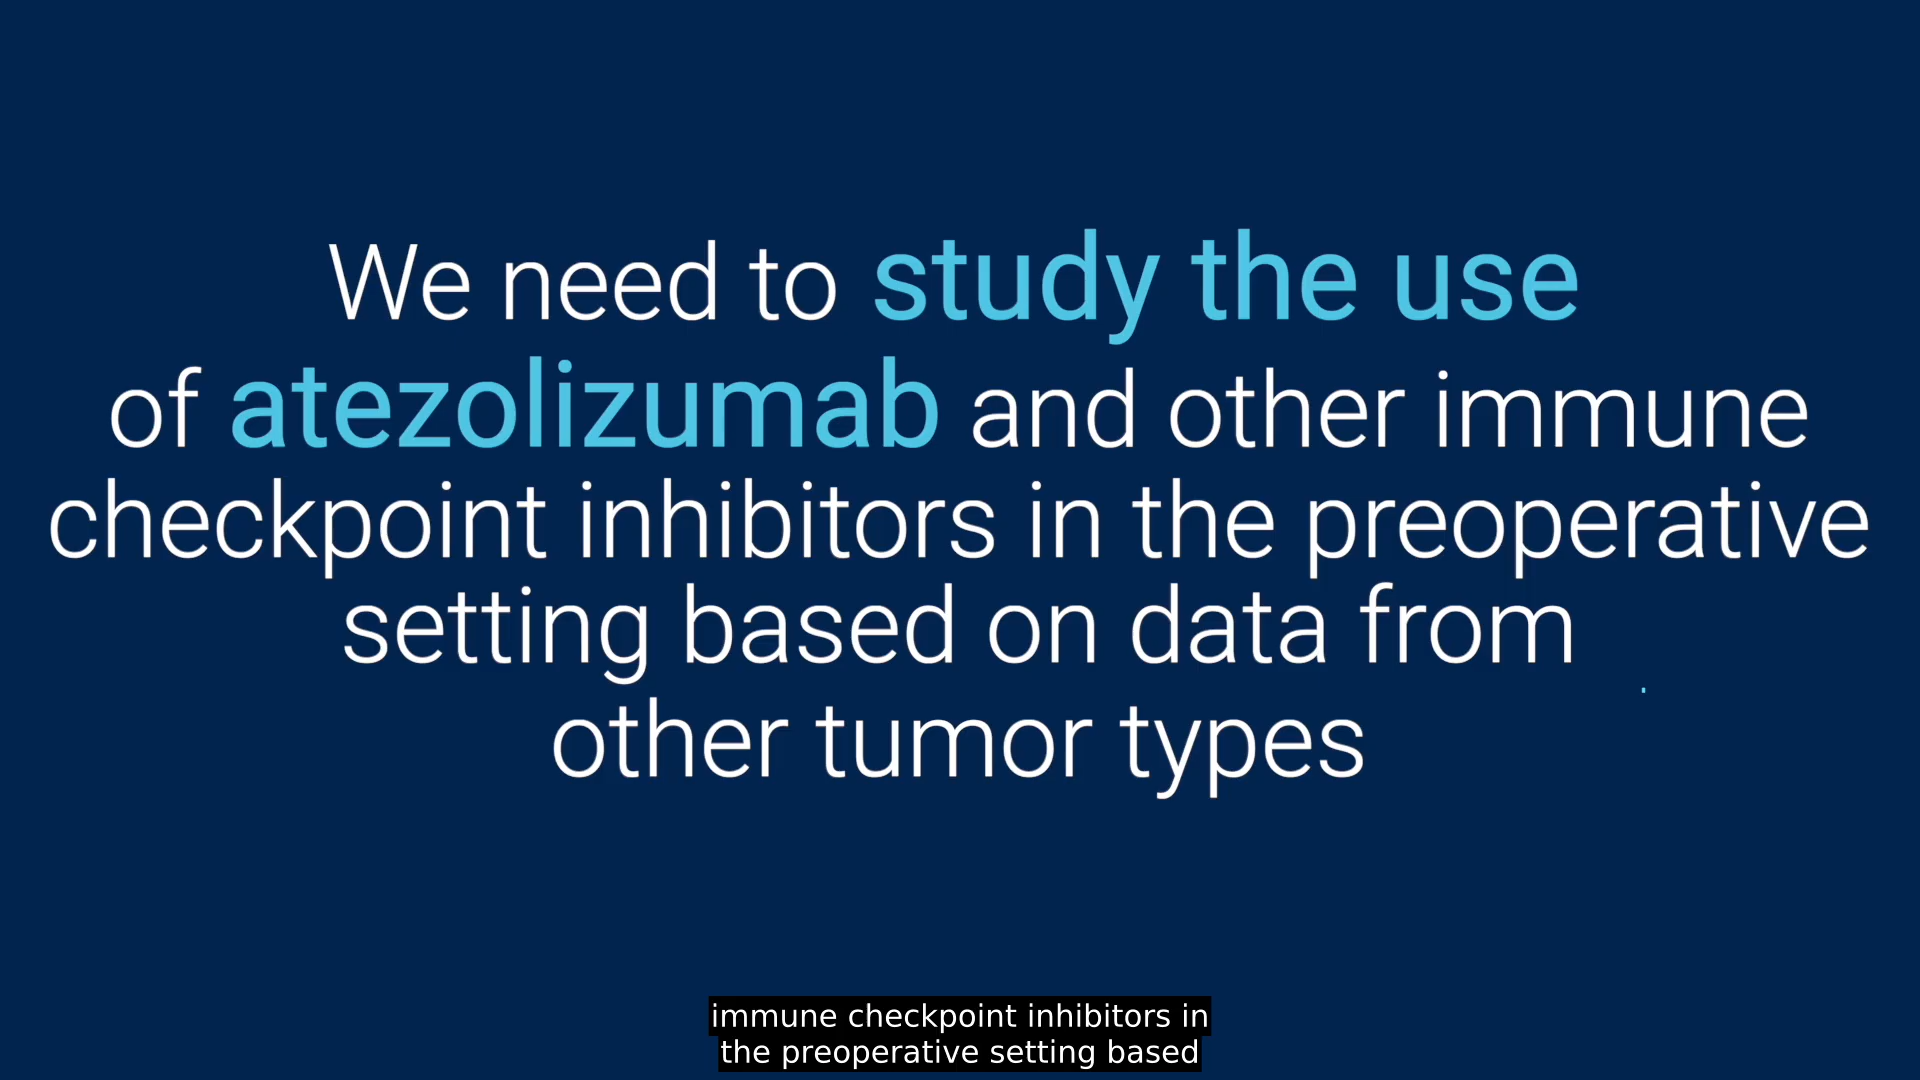 We need to study the use
of atezolizumab and other immune
checkpoint inhibitors in the preoperative
setting based on data from
other tumor types
immune checkpoint inhibitors in
the preoperative setting based